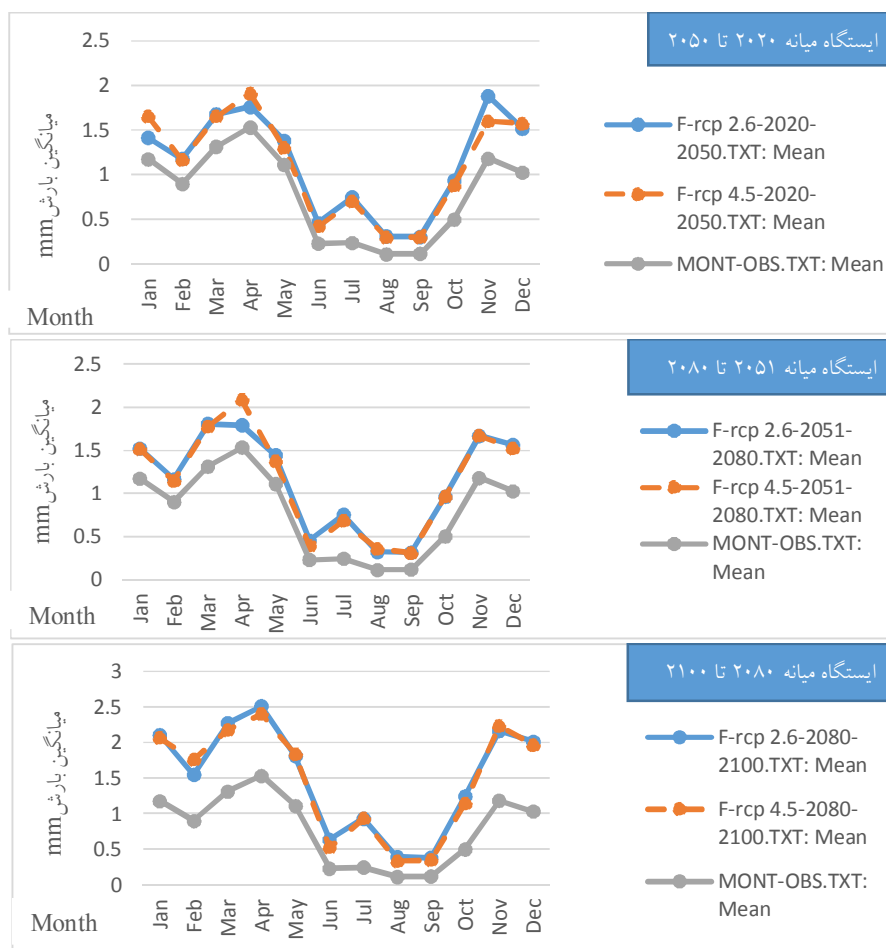 ایستگاه میانه ۲۰۲۰ تا ۲۰۵۰
میانگین بارش mm
2.5
2
1.5
1
0.5
0
Jan Feb Mar Apr May Jun Jul Aug Sep Oct Nov Dec
Month
F-rcp 2.6-2020-
2050.TXT: Mean
F-rcp 4.5-2020-
2050.TXT: Mean
MONT-OBS.TXT: Mean
ایستگاه میانه ۲۰۵۱ تا ۲۰۸۰
میانگین بارش mm
2.5
2
1.5
1
0.5
0
Jan Feb Mar Apr May Jun Jul Aug Sep Oct Nov Dec
Month
F-rcp 2.6-2051-
2080.TXT: Mean
F-rcp 4.5-2051-
2080.TXT: Mean
MONT-OBS.TXT:
Mean
ایستگاه میانه ۲۰۸۰ تا ۲۱۰۰
میانگین بارش mm
3
2.5
2
1.5
1
0.5
0
Jan Feb Mar Apr May Jun Jul Aug Sep Oct Nov Dec
Month
F-rcp 2.6-2080-
2100.TXT: Mean
F-rcp 4.5-2080-
2100.TXT: Mean
MONT-OBS.TXT:
Mean